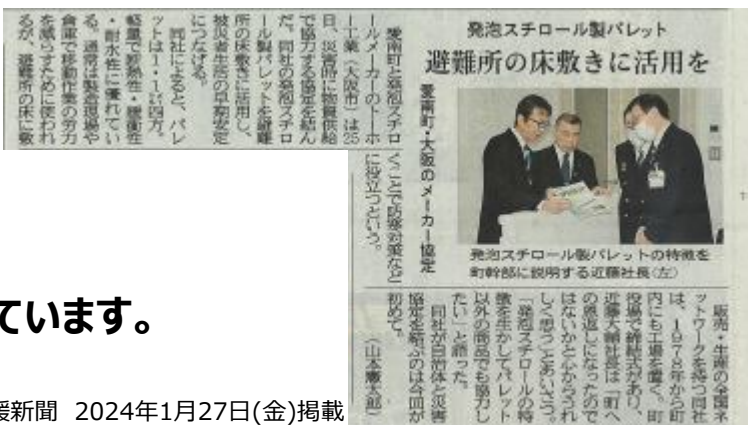 発泡スチロール製パレット
避難所の床敷きに活用を
愛南町・大阪のメーカー協定
発泡スチロール製パレットの特徴を
町幹部に説明する近藤社長(左)
愛南町と発泡スチロ
ールメーカーのトーホ
ー工業(大阪市)は25
日、災害時に物資供給
で協力する協定を結ん
だ。同社の発泡スチロ
ール製パレットを避難
所の床敷きに活用し、
被災者生活の早期安定
につなげる。
同社によると、パレ
ットは1・1㍍四方。
軽量で断熱性・緩衝性
・耐水性に優れてい
る。通常は製造現場や
倉庫で移動作業の労力
を減らすために使われ
るが、避難所の床に敷
くことで防寒対策など
に役立つという。
販売・生産の全国ネ
ットワークを持つ同社
は、1978年から町
内にも工場を置く。町
役場で締結式があり、
近藤大輔社長は「町へ
の恩返しになったので
はないかと心からうれ
しく思う」とあいさつ。
「発泡スチロールの特
徴を生かして、パレット
以外の商品でも協力し
たい」と語った。
同社が自治体と災害
協定を結ぶのは今回が
初めて。
ています。
媛新聞 2024年1月27日(金)掲載